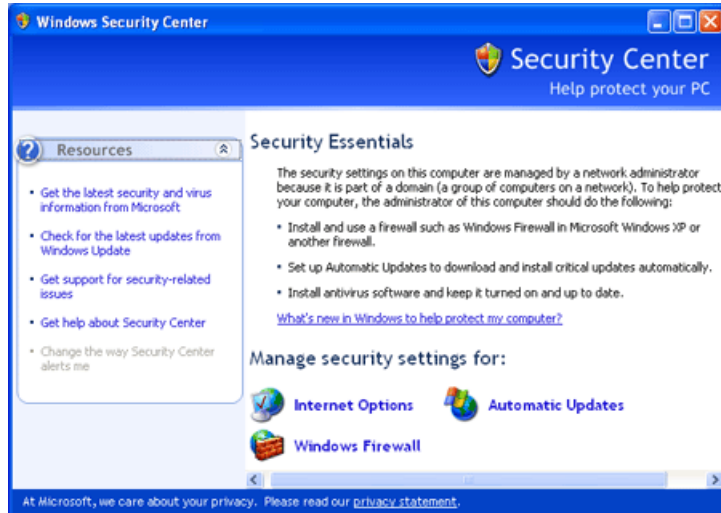 Windows Security Center
Security Center
Help protect your PC
Resources
• Get the latest security and virus
information from Microsoft
• Check for the latest updates from
Windows Update
• Get support for security-related
issues
• Get help about Security Center
• Change the way Security Center
alerts me
Security Essentials
The security settings on this computer are managed by a network administrator
because it is part of a domain (a group of computers on a network). To help protect
your computer, the administrator of this computer should do the following:
• Install and use a firewall such as Windows Firewall in Microsoft Windows XP or
another firewall.
• Set up Automatic Updates to download and install critical updates automatically.
• Install antivirus software and keep it turned on and up to date.
What's new in Windows to help protect my computer?
Manage security settings for:
Internet Options
Automatic Updates
Windows Firewall
At Microsoft, we care about your privacy. Please read our privacy statement.